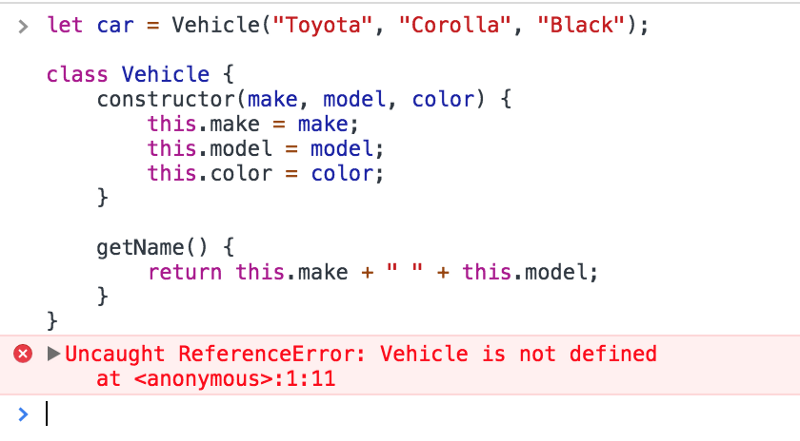 let car = Vehicle("Toyota", "Corolla", "Black");
class Vehicle {
    constructor(make, model, color) {
        this.make = make;
        this.model = model;
        this.color = color;
    }
    getName() {
        return this.make + " " + this.model;
    }
}
Uncaught ReferenceError: Vehicle is not defined
    at <anonymous>:1:11